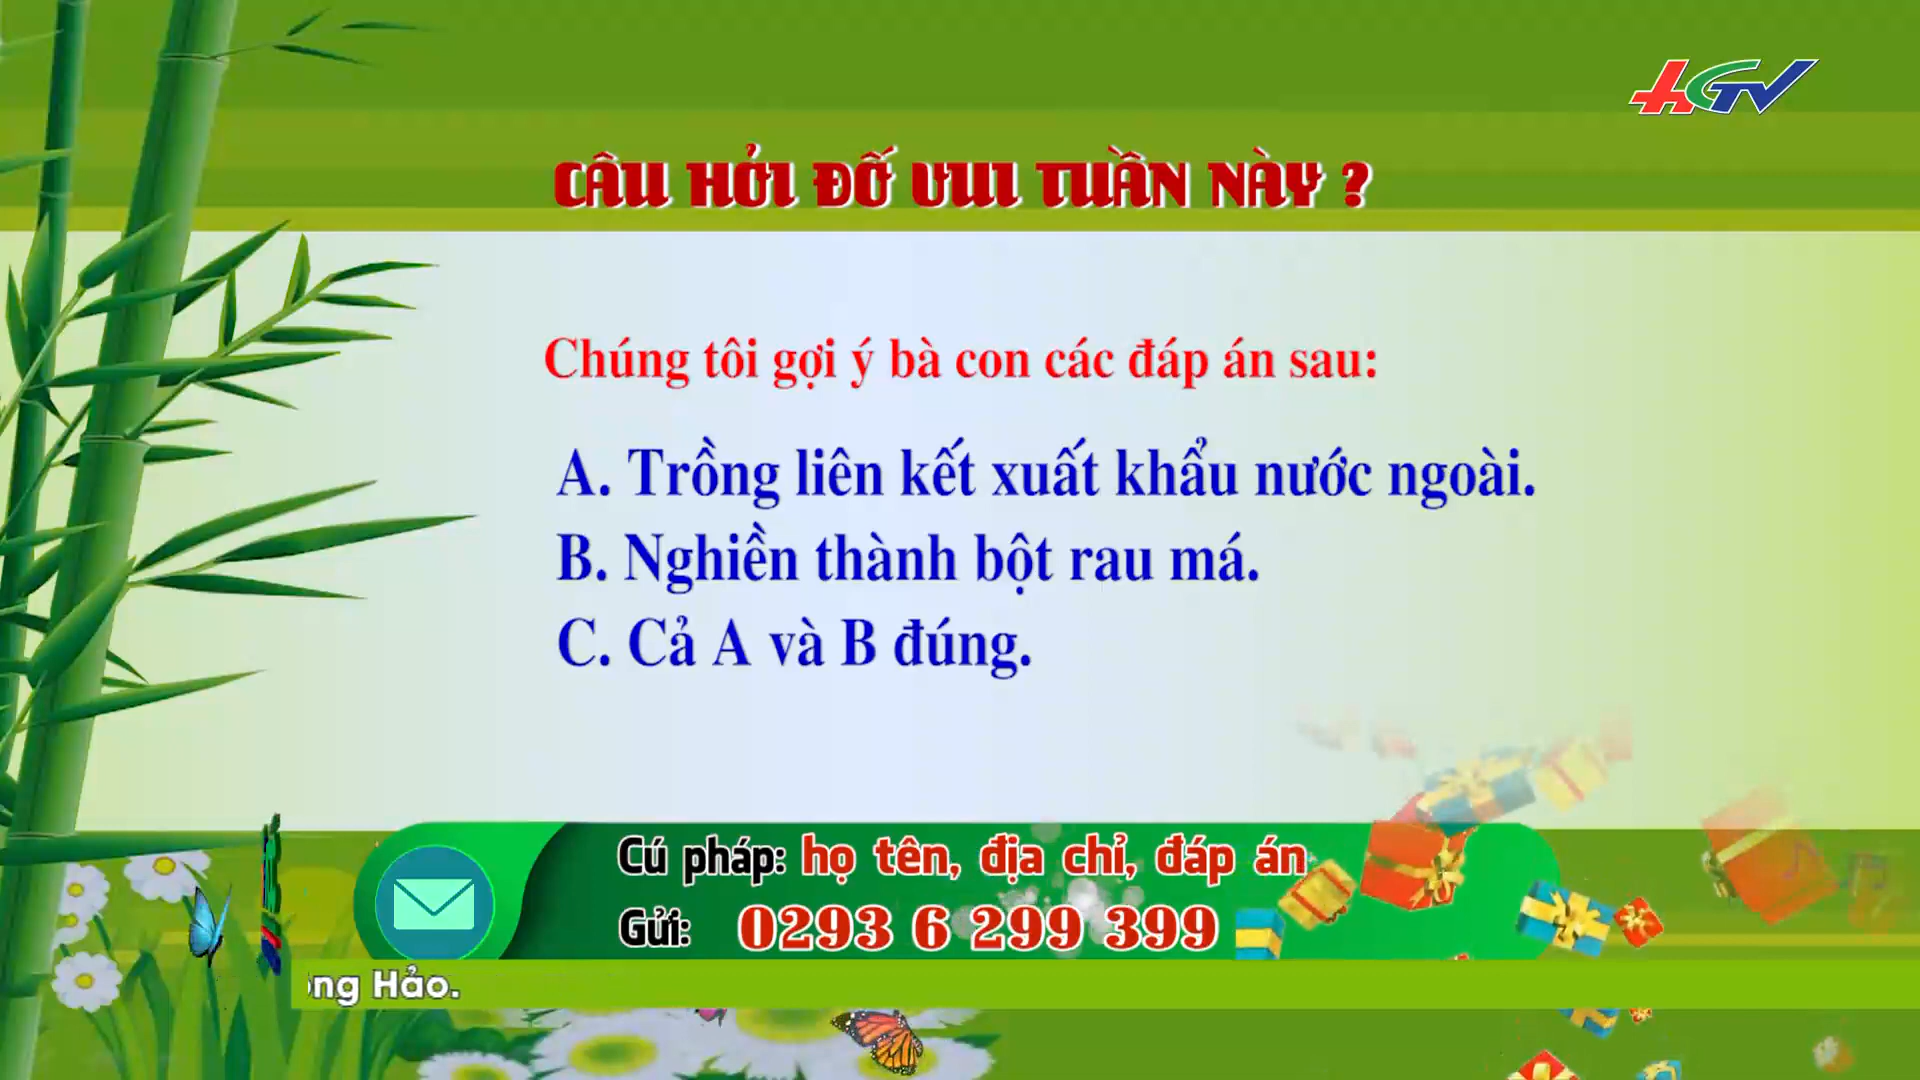 HGTV
CÂU HỎI ĐỐ VUI TUẦN NÀY ?
Chúng tôi gợi ý bà con các đáp án sau:
A. Trồng liên kết xuất khẩu nước ngoài.
B. Nghiền thành bột rau má.
C. Cả A và B đúng.
Cú pháp: họ tên, địa chỉ, đáp án
Gửi: 0293 6 299 399
Hảo.